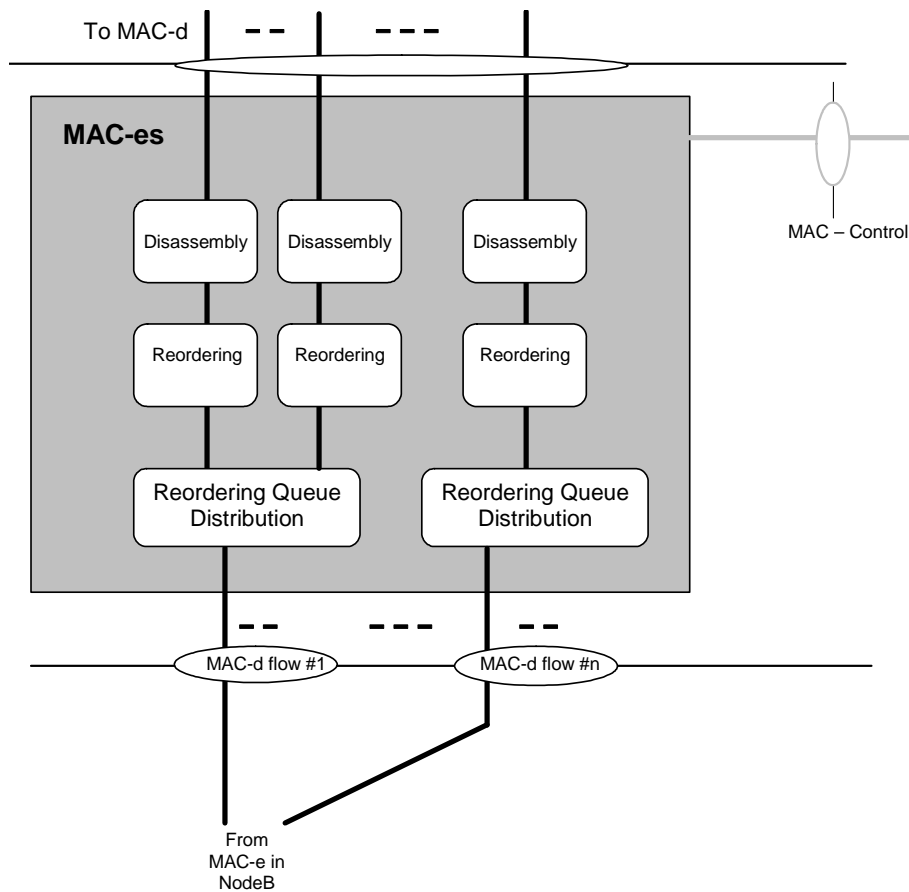 To MAC-d
MAC-es
MAC – Control
Disassembly
Disassembly
Disassembly
Reordering
Reordering
Reordering
Reordering Queue
Distribution
Reordering Queue
Distribution
MAC-d flow #1
MAC-d flow #n
From
MAC-e in
NodeB